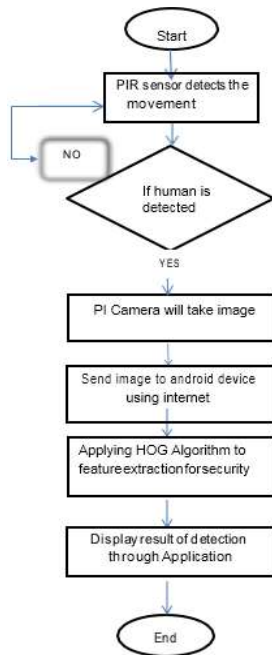 Start
PIR sensor detects the
movement
NO
If human is
detected
YES
PI Camera will take image
Send image to android device
using internet
Applying HOG Algorithm to
feature extraction for security
Display result of detection
through Application
End